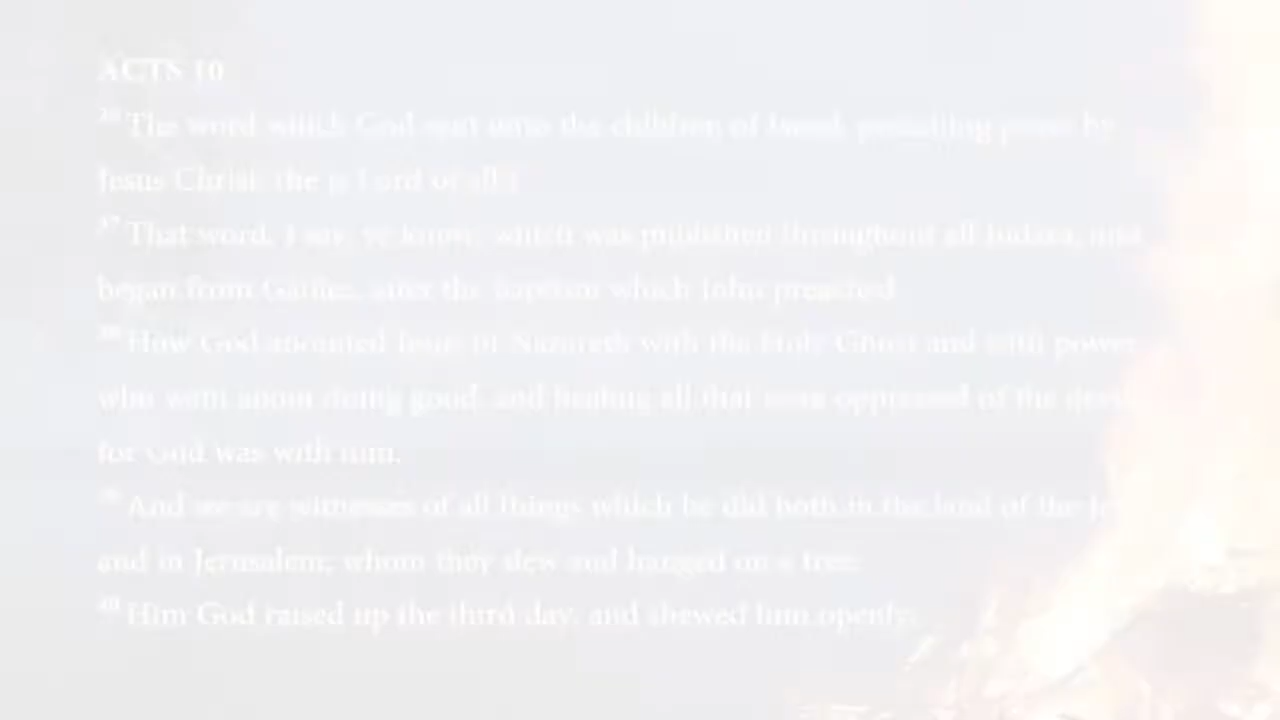 ACTS 10
36 The word which God sent unto the children of Israel, preaching peace by
Jesus Christ: (he is Lord of all:)
37 That word, I say, ye know, which was published throughout all Judaea, and
began from Galilee, after the baptism which John preached
38 How God anointed Jesus of Nazareth with the Holy Ghost and with power
who went about doing good, and healing all that were oppressed of the devil
for God was with him.
39 And we are witnesses of all things which he did both in the land of the
and in Jerusalem; whom they slew and hanged on a tree
40 Him God raised up the third day, and shewed him openly;